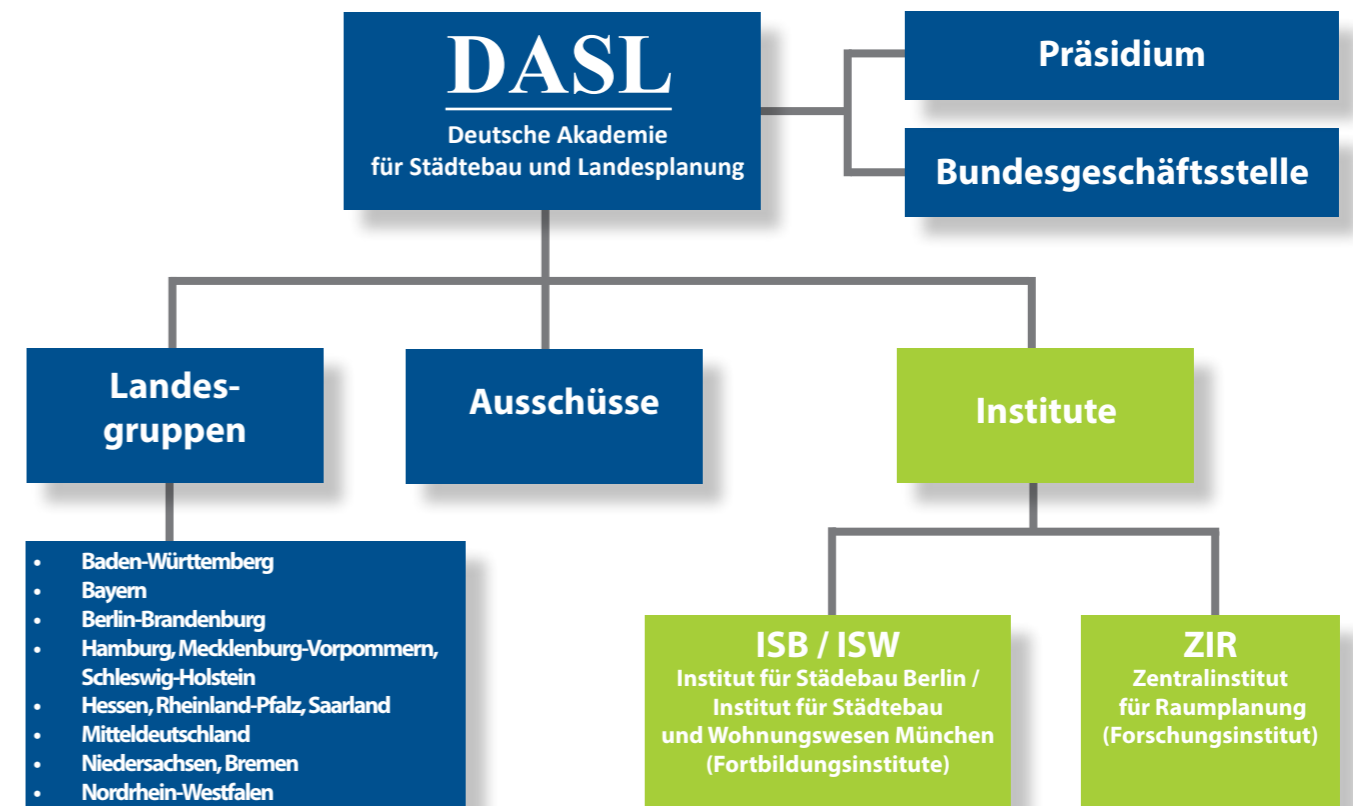 DASL
Deutsche Akademie
für Städtebau und Landesplanung
Präsidium
Bundesgeschäftsstelle
Landes-
gruppen
Ausschüsse
Institute
• Baden-Württemberg
• Bayern
• Berlin-Brandenburg
• Hamburg, Mecklenburg-Vorpommern,
Schleswig-Holstein
• Hessen, Rheinland-Pfalz, Saarland
• Mitteldeutschland
• Niedersachsen, Bremen
• Nordrhein-Westfalen
ISB / ISW
Institut für Städebau Berlin /
Institut für Städtebau
und Wohnungswesen München
(Fortbildungsinstitute)
ZIR
Zentralinstitut
für Raumplanung
(Forschungsinstitut)